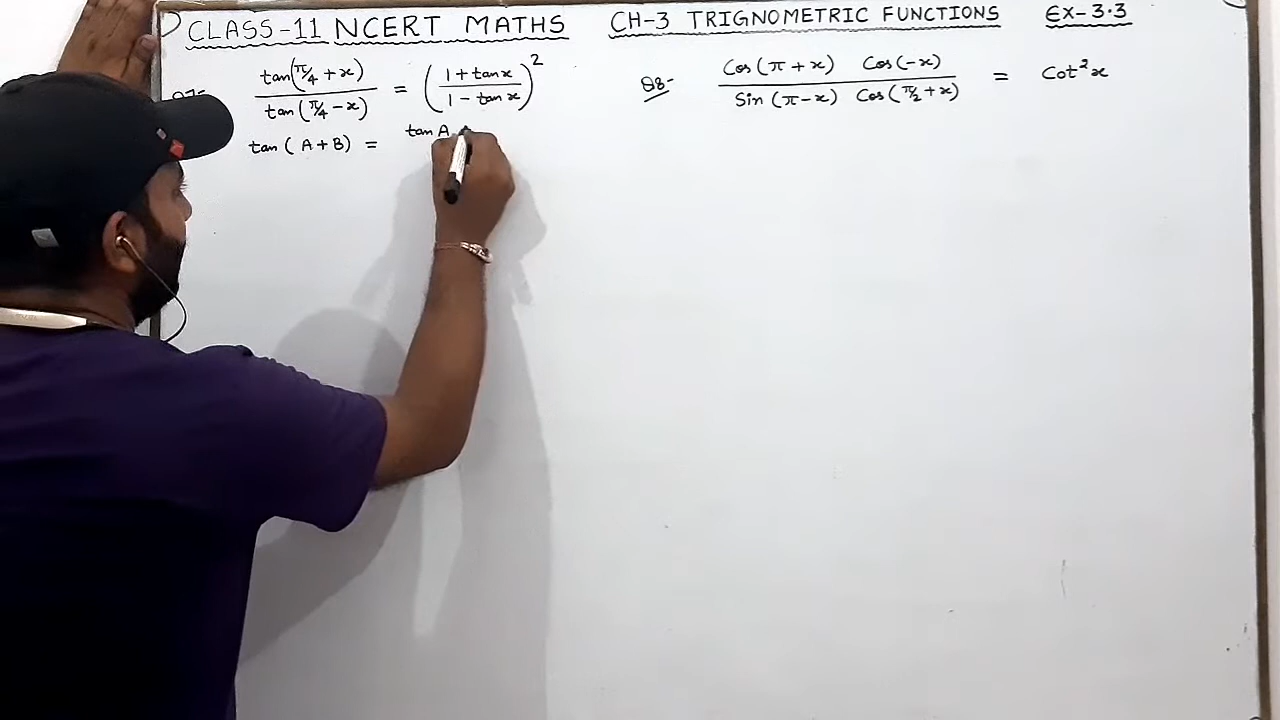 CLASS-11 NCERT MATHS CH-3 TRIGNOMETRIC FUNCTIONS EX-3.3
tan(π/4 + x) / tan(π/4 - x) = ((1 + tan x) / (1 - tan x))²
tan (A+B) = tan A
Q8- Cos (π + x) Cos (-x) / Sin (π - x) Cos (π/2 + x) = Cot² x